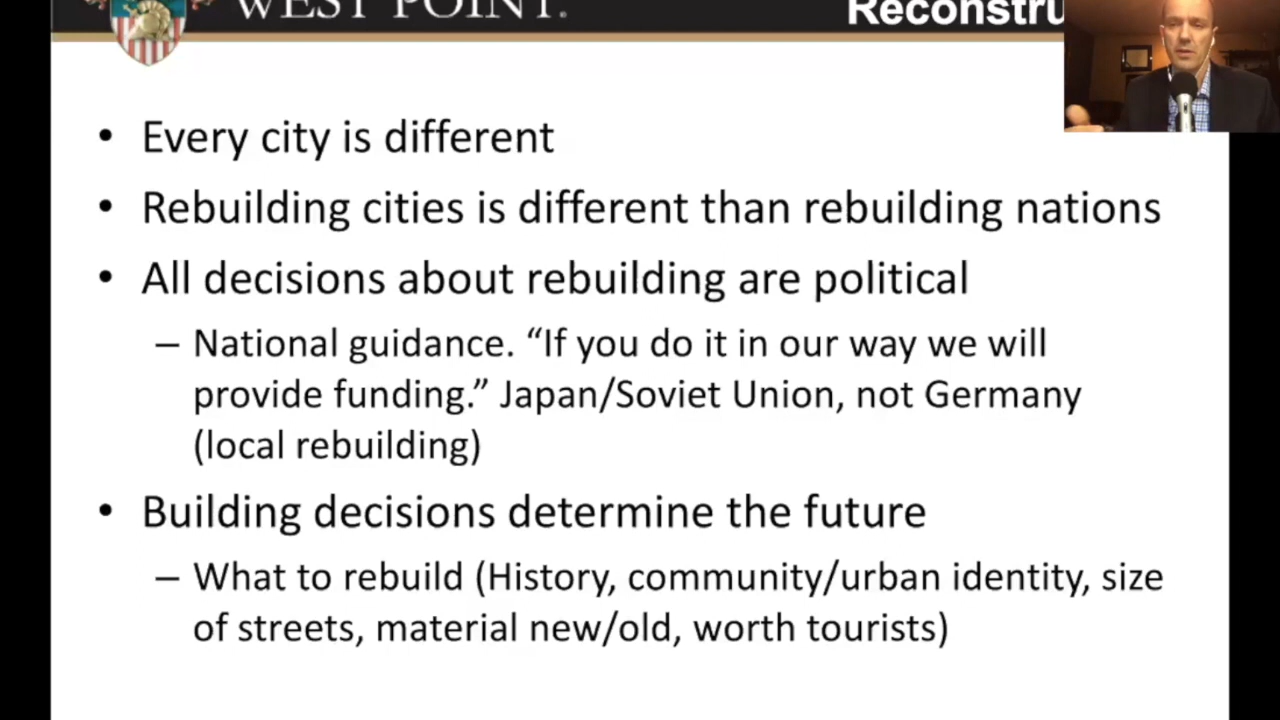 WEST POINT.
Reconstru
• Every city is different
• Rebuilding cities is different than rebuilding nations
• All decisions about rebuilding are political
– National guidance. “If you do it in our way we will
provide funding.” Japan/Soviet Union, not Germany
(local rebuilding)
• Building decisions determine the future
– What to rebuild (History, community/urban identity, size
of streets, material new/old, worth tourists)